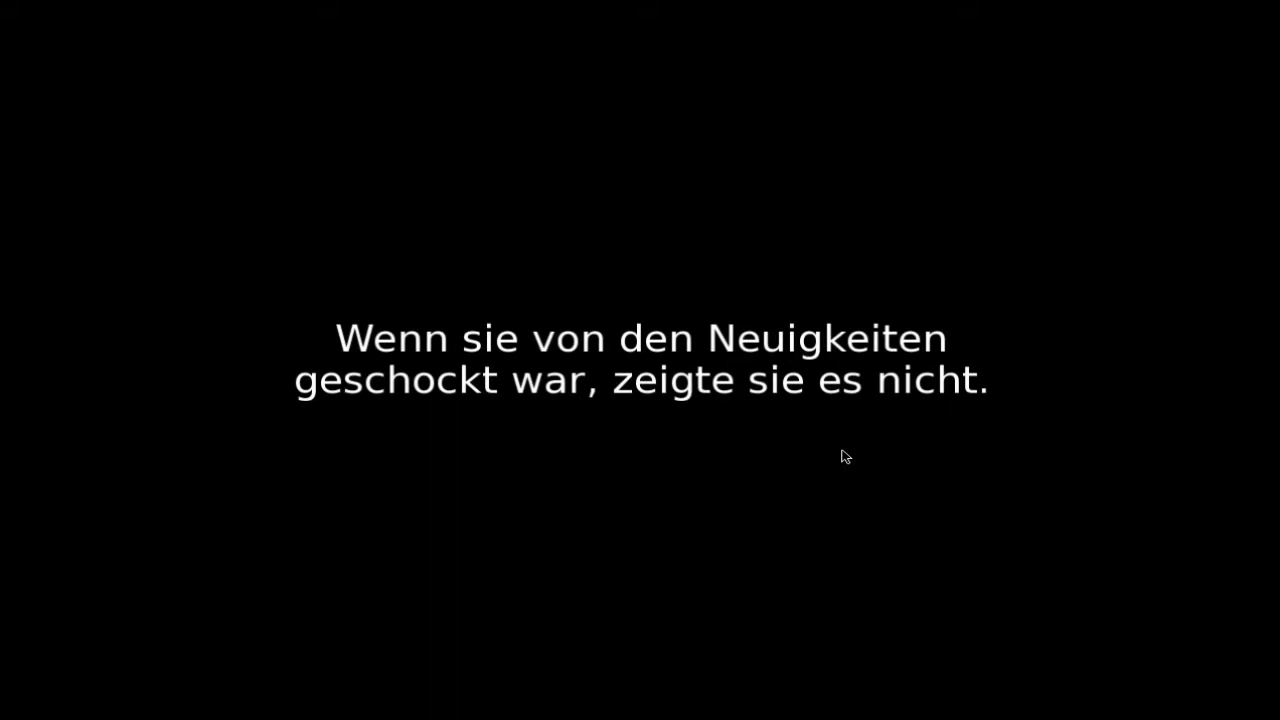 Wenn sie von den Neuigkeiten
geschockt war, zeigte sie es nicht.